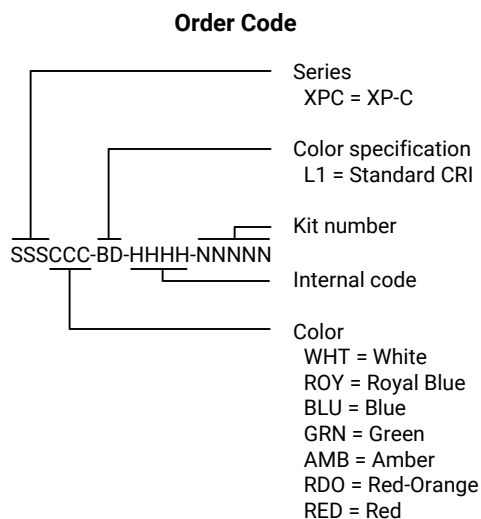 Order Code
Series
XPC = XP-C
Color specification
L1 = Standard CRI
Kit number
SSSCCC-BD-HHHH-NNNNN
Internal code
Color
WHT = White
ROY = Royal Blue
BLU = Blue
GRN = Green
AMB = Amber
RDO = Red-Orange
RED = Red